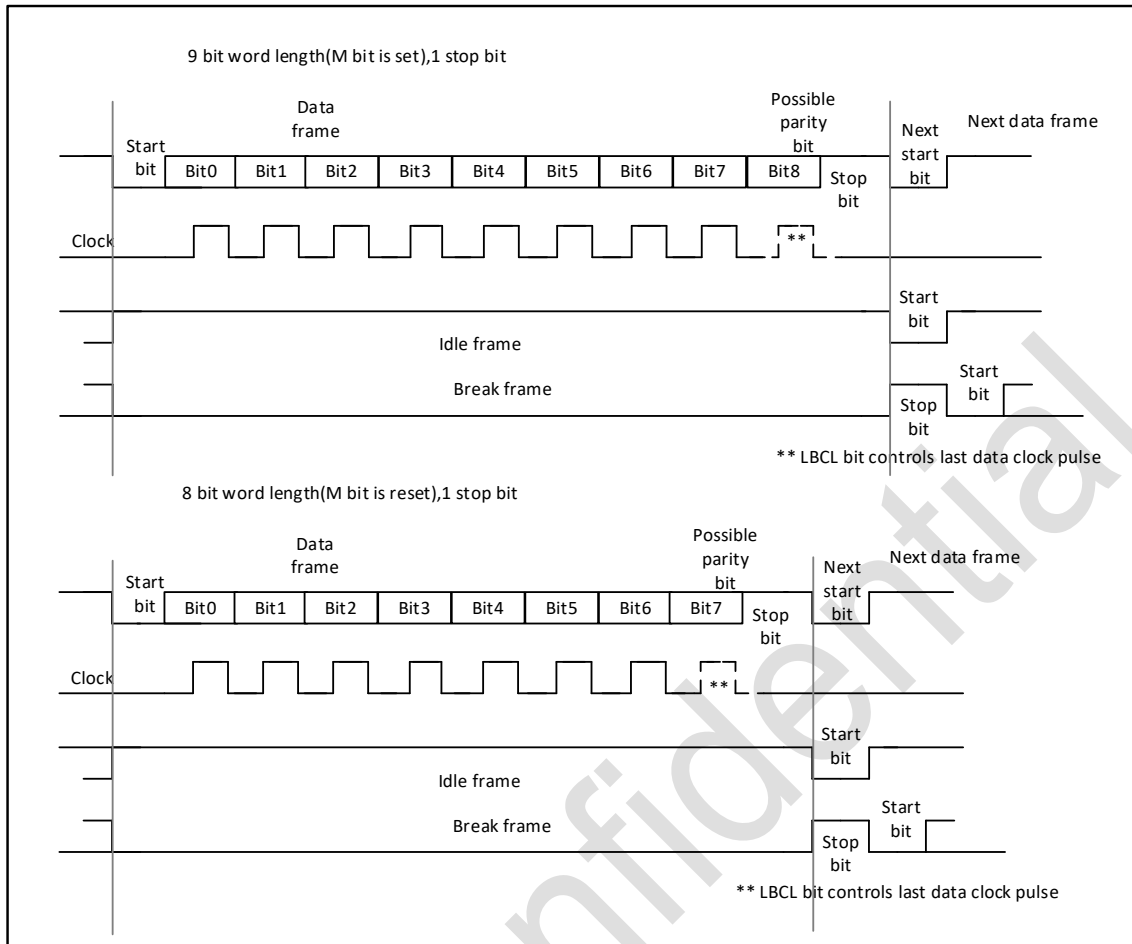 9 bit word length(M bit is set),1 stop bit
Data
frame
Possible
parity
bit
Start
bit
Bit0 Bit1 Bit2 Bit3 Bit4 Bit5 Bit6 Bit7 Bit8
Stop
bit
Next
start
bit
Next data frame
Clock
**
Idle frame
Start
bit
Break frame
Stop
bit
Start
bit
** LBCL bit controls last data clock pulse
8 bit word length(M bit is reset),1 stop bit
Data
frame
Possible
parity
bit
Start
bit
Bit0 Bit1 Bit2 Bit3 Bit4 Bit5 Bit6 Bit7
Stop
bit
Next
start
bit
Next data frame
Clock
**
Idle frame
Start
bit
Break frame
Stop
bit
Start
bit
** LBCL bit controls last data clock pulse
nfidential